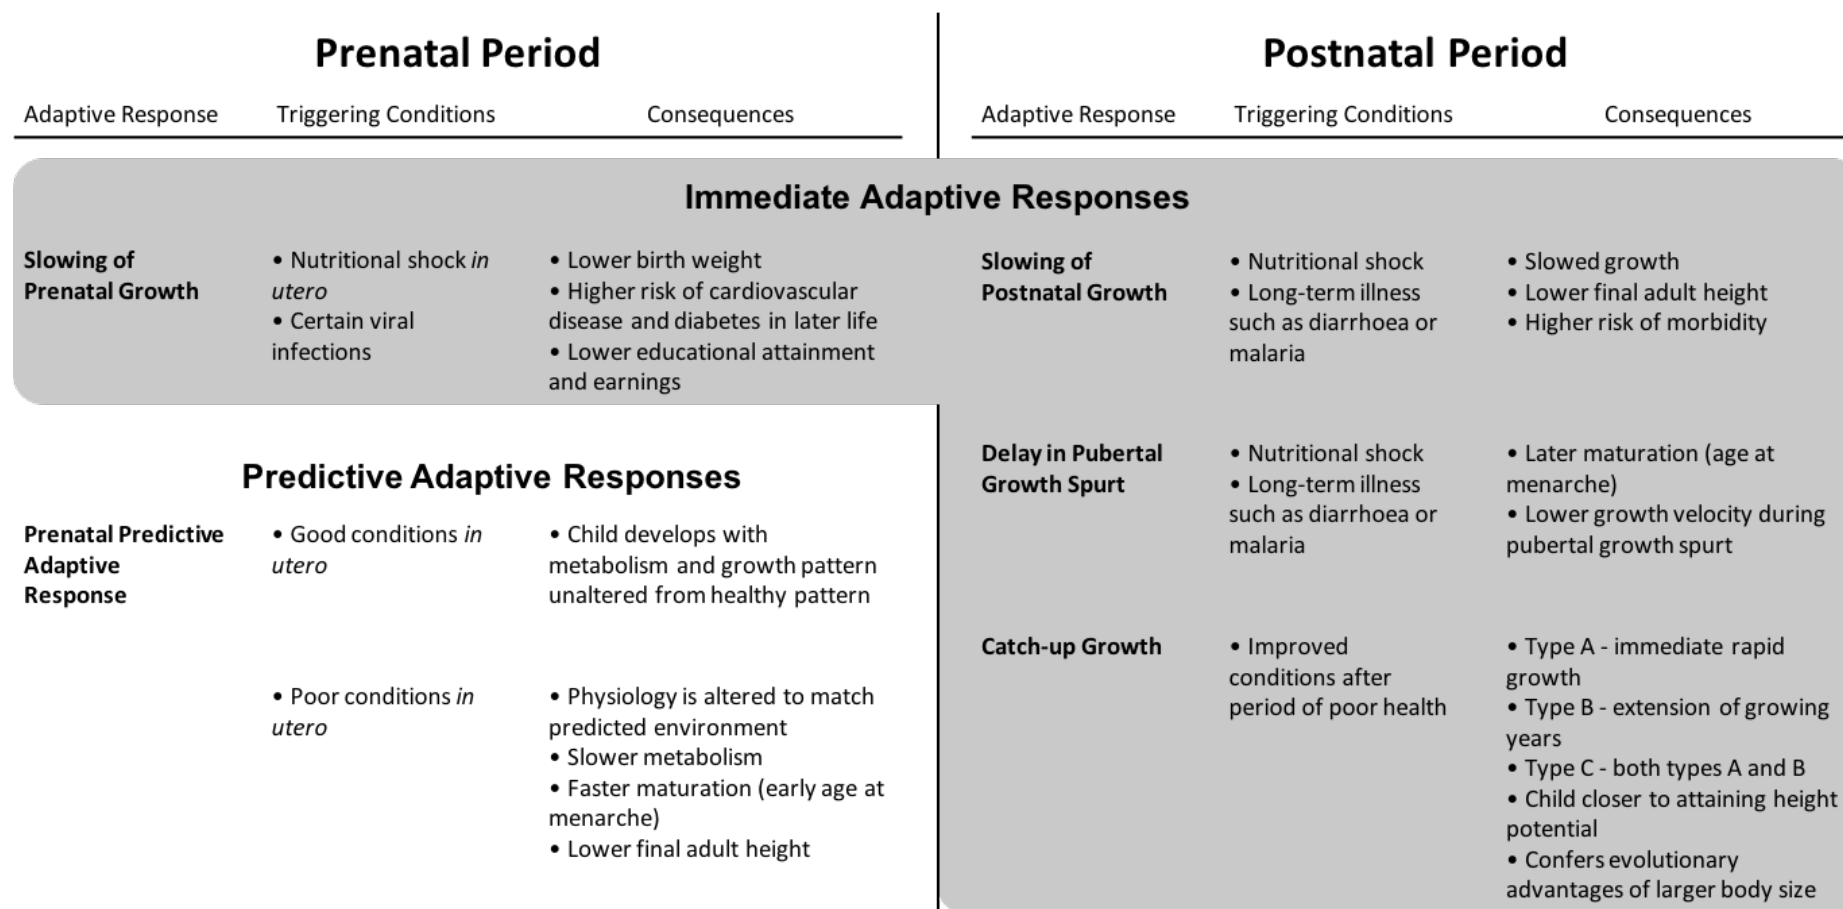 Prenatal Period
Adaptive Response Triggering Conditions Consequences
Postnatal Period
Adaptive Response Triggering Conditions Consequences
Immediate Adaptive Responses
Slowing of
Prenatal Growth
• Nutritional shock in
utero
• Certain viral
infections
• Lower birth weight
• Higher risk of cardiovascular
disease and diabetes in later life
• Lower educational attainment
and earnings
Slowing of
Postnatal Growth
• Nutritional shock
• Long-term illness
such as diarrhoea or
malaria
• Slowed growth
• Lower final adult height
• Higher risk of morbidity
Predictive Adaptive Responses
Prenatal Predictive
Adaptive
Response
• Good conditions in
utero
• Child develops with
metabolism and growth pattern
unaltered from healthy pattern
• Poor conditions in
utero
• Physiology is altered to match
predicted environment
• Slower metabolism
• Faster maturation (early age at
menarche)
• Lower final adult height
Delay in Pubertal
Growth Spurt
• Nutritional shock
• Long-term illness
such as diarrhoea or
malaria
• Later maturation (age at
menarche)
• Lower growth velocity during
pubertal growth spurt
Catch-up Growth
• Improved
conditions after
period of poor health
• Type A - immediate rapid
growth
• Type B - extension of growing
years
• Type C - both types A and B
• Child closer to attaining height
potential
• Confers evolutionary
advantages of larger body size